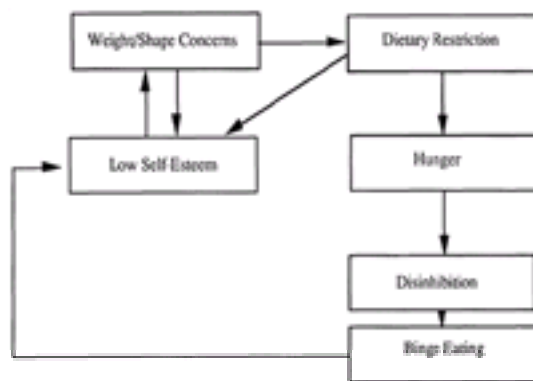 Weight/Shape Concerns
Dietary Restriction
Low Self-Esteem
Hunger
Disinhibition
Binge Eating